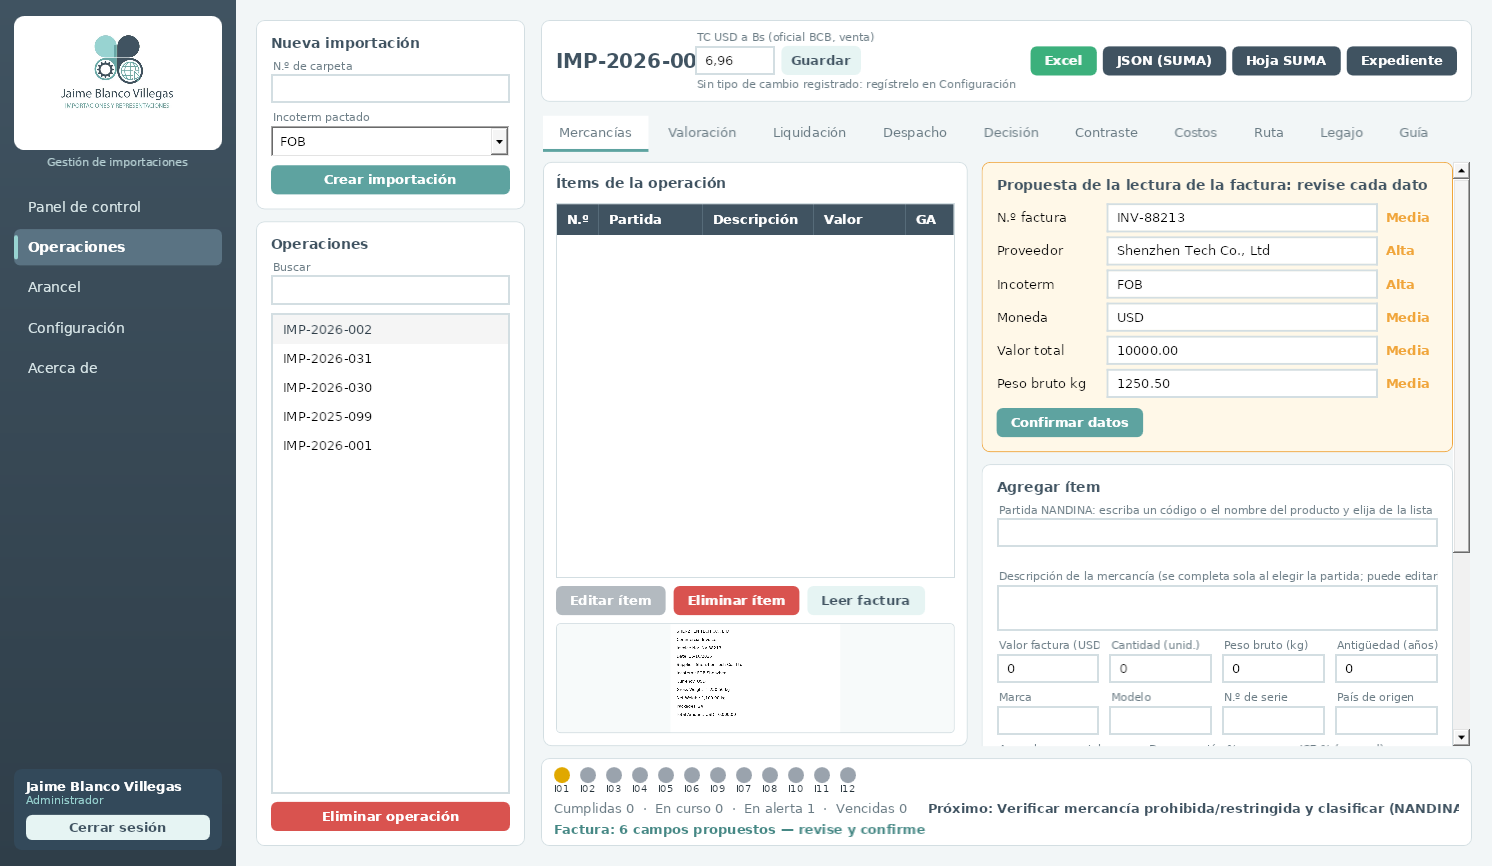 Jaime Blanco Villegas
IMPORTACIONES Y REPRESENTACIONES
Gestión de importaciones
Panel de control
Operaciones
Arancel
Configuración
Acerca de
Jaime Blanco Villegas
Administrador
Cerrar sesión
Nueva importación
N.º de carpeta
Incoterm pactado
FOB
Crear importación
Operaciones
Buscar
IMP-2026-002
IMP-2026-031
IMP-2026-030
IMP-2025-099
IMP-2026-001
Eliminar operación
IMP-2026-00
TC USD a Bs (oficial BCB, venta)
6,96
Guardar
Sin tipo de cambio registrado: regístrelo en Configuración
Excel
JSON (SUMA)
Hoja SUMA
Expediente
Mercancías
Valoración
Liquidación
Despacho
Decisión
Contraste
Costos
Ruta
Legajo
Guía
Ítems de la operación
N.º Partida Descripción Valor GA
Editar ítem
Eliminar ítem
Leer factura
Propuesta de la lectura de la factura: revise cada dato
N.º factura INV-88213 Media
Proveedor Shenzhen Tech Co., Ltd Alta
Incoterm FOB Alta
Moneda USD Media
Valor total 10000.00 Media
Peso bruto kg 1250.50 Media
Confirmar datos
Agregar ítem
Partida NANDINA: escriba un código o el nombre del producto y elija de la lista
Descripción de la mercancía (se completa sola al elegir la partida; puede editar
Valor factura (USD Cantidad (unid.) Peso bruto (kg) Antigüedad (años)
0 0 0 0
Marca Modelo N.º de serie País de origen
I01 I02 I03 I04 I05 I06 I09 I07 I08 I10 I11 I12
Cumplidas 0 · En curso 0 · En alerta 1 · Vencidas 0
Próximo: Verificar mercancía prohibida/restringida y clasificar (NANDINA
Factura: 6 campos propuestos — revise y confirme